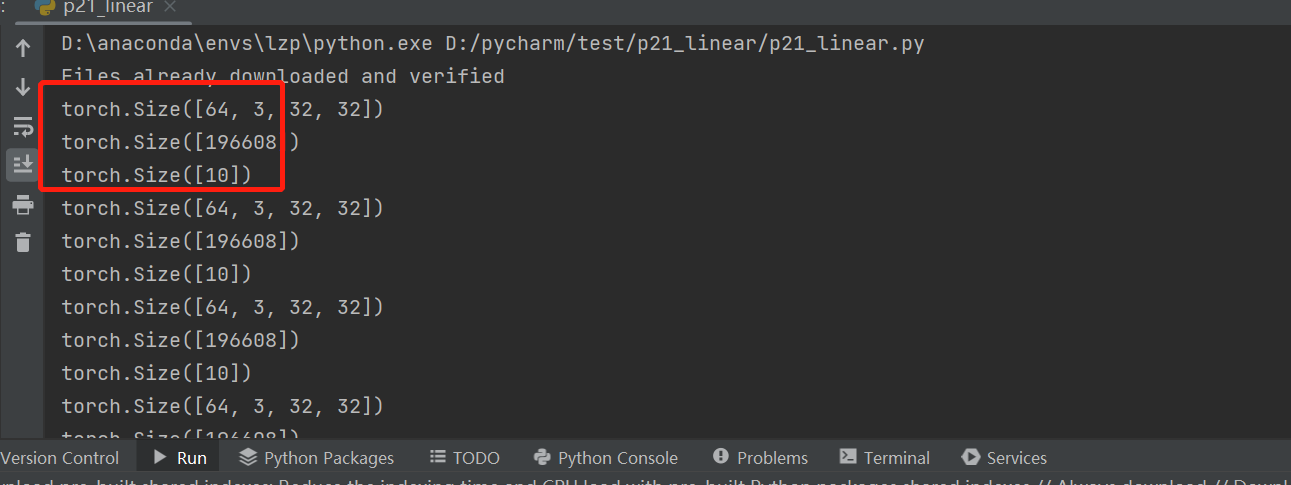 : p21_linear
D:\anaconda\envs\lzp\python.exe D:/pycharm/test/p21_linear/p21_linear.py
Files already downloaded and verified
torch.Size([64, 3, 32, 32])
torch.Size([196608])
torch.Size([10])
torch.Size([64, 3, 32, 32])
torch.Size([196608])
torch.Size([10])
torch.Size([64, 3, 32, 32])
torch.Size([196608])
torch.Size([10])
torch.Size([64, 3, 32, 32])
torch.Size([196608])
Version Control Run Python Packages TODO Python Console Problems Terminal Services
wnload pre-built shared indexes: Reduce the indexing time and CPU load with pre-built Python packages shared indexes // Always download // Downl